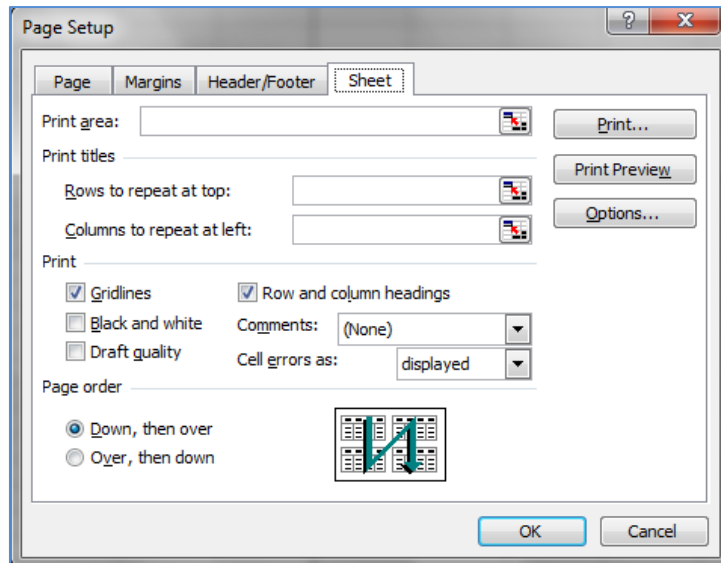 Page Setup
Page Margins Header/Footer Sheet
Print area:
Print...
Print titles
Print Preview
Rows to repeat at top:
Columns to repeat at left:
Options...
Print
Gridlines Row and column headings
Black and white Comments: (None)
Draft quality Cell errors as: displayed
Page order
Down, then over
Over, then down
OK Cancel